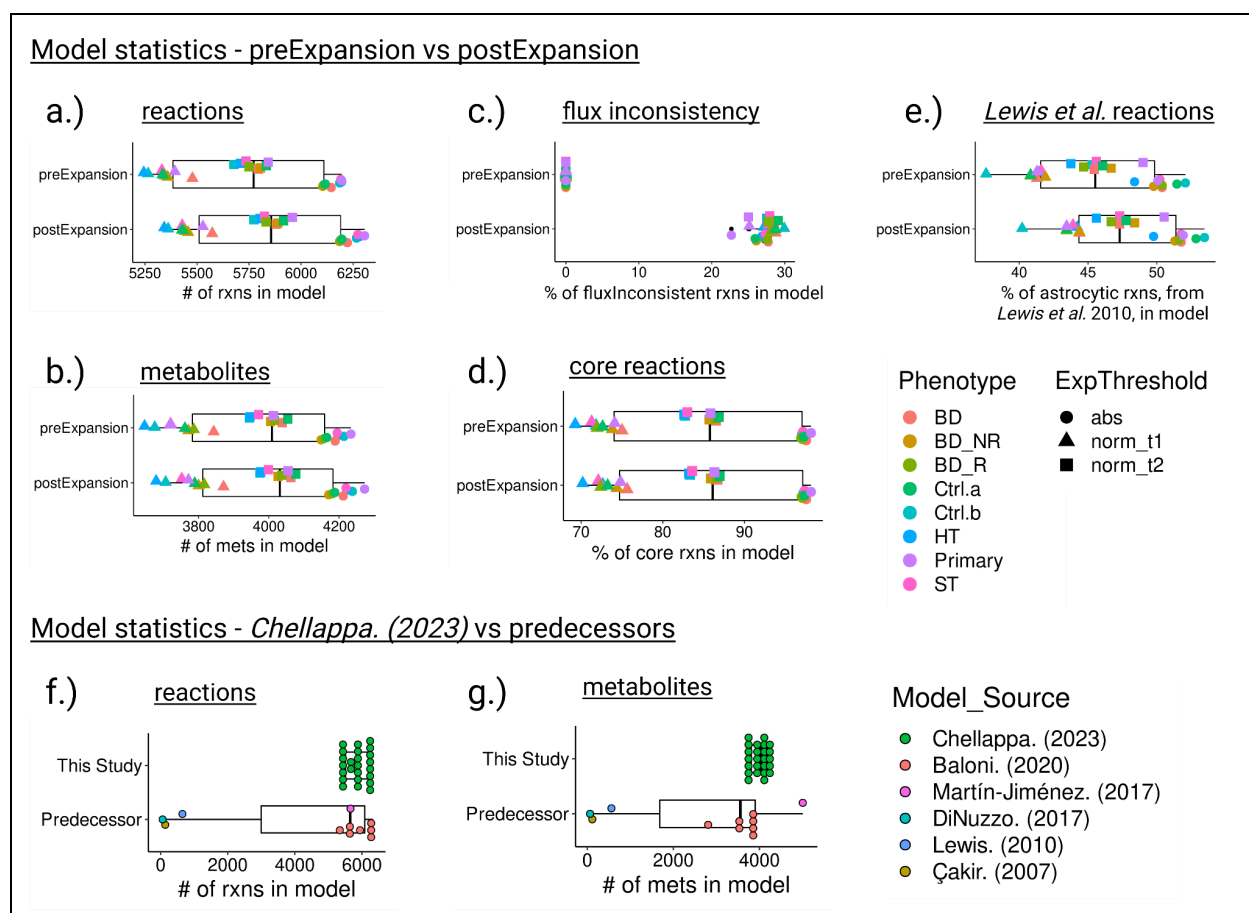 Model statistics - preExpansion vs postExpansion
a.) reactions
preExpansion
postExpansion
5250 5500 5750 6000 6250
# of rxns in model
c.) flux inconsistency
preExpansion
postExpansion
0 10 20 30
% of fluxInconsistent rxns in model
e.) Lewis et al. reactions
preExpansion
postExpansion
40 45 50
% of astrocytic rxns, from
Lewis et al. 2010, in model
b.) metabolites
preExpansion
postExpansion
3800 4000 4200
# of mets in model
d.) core reactions
preExpansion
postExpansion
70 80 90
% of core rxns in model
Phenotype
BD
BD_NR
BD_R
Ctrl.a
Ctrl.b
HT
Primary
ST
ExpThreshold
abs
norm_t1
norm_t2
Model statistics - Chellappa. (2023) vs predecessors
f.) reactions
This Study
Predecessor
0 2000 4000 6000
# of rxns in model
g.) metabolites
This Study
Predecessor
0 2000 4000
# of mets in model
Model_Source
Chellappa. (2023)
Baloni. (2020)
Martín-Jiménez. (2017)
DiNuzzo. (2017)
Lewis. (2010)
Çakir. (2007)